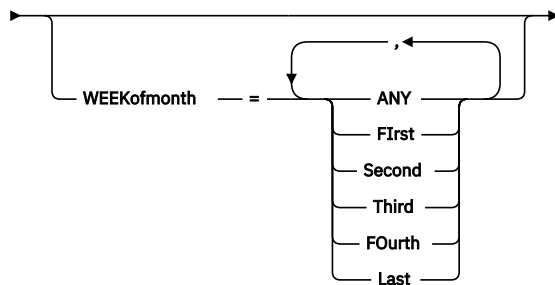 ,
WEEKofmonth = ANY
FIrst
Second
Third
FOurth
Last